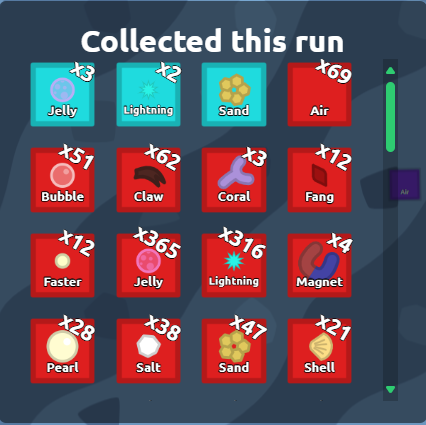 Collected this run
x3 x2 x69
Jelly Lightning Sand Air
x51 x62 x3 x12
Bubble Claw Coral Fang
Air
x12 x365 x316 x4
Faster Jelly Lightning Magnet
x28 x38 x47 x21
Pearl Salt Sand Shell